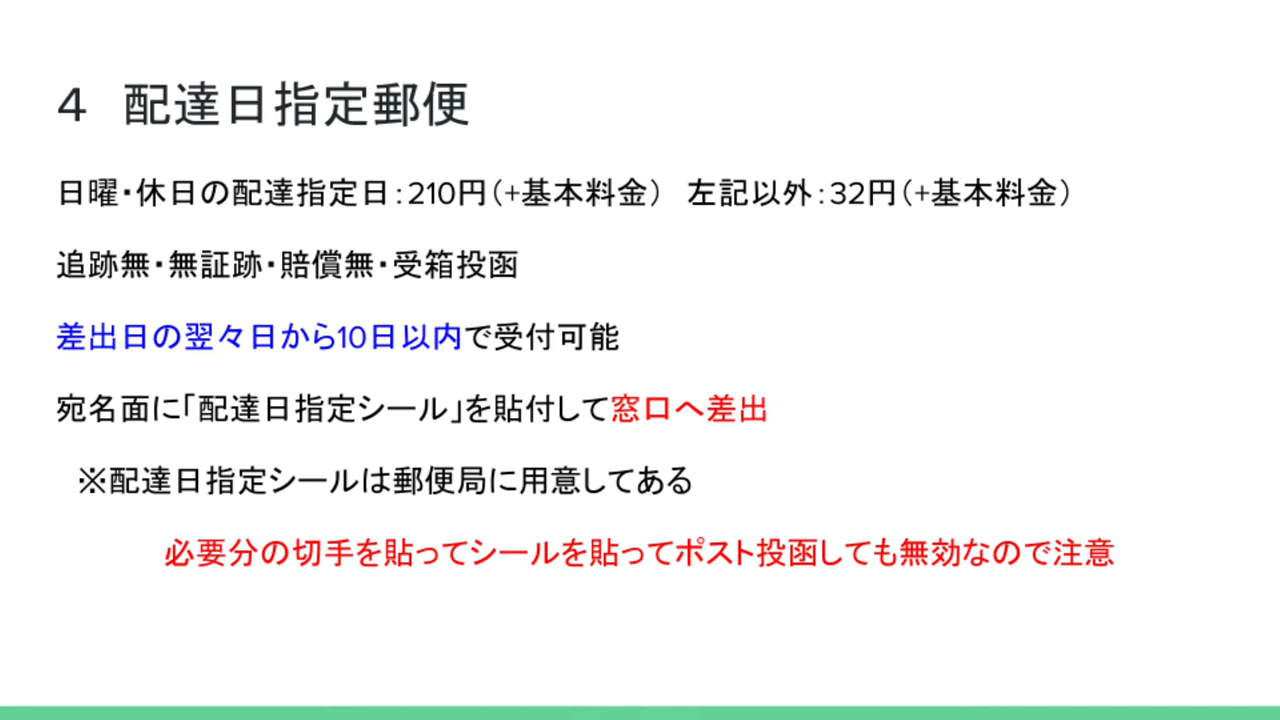 ４　配達日指定郵便
日曜・休日の配達指定日：210円（+基本料金）　左記以外：32円（+基本料金）
追跡無・無証跡・賠償無・受箱投函
差出日の翌々日から10日以内で受付可能
宛名面に「配達日指定シール」を貼付して窓口へ差出
※配達日指定シールは郵便局に用意してある
必要分の切手を貼ってシールを貼ってポスト投函しても無効なので注意